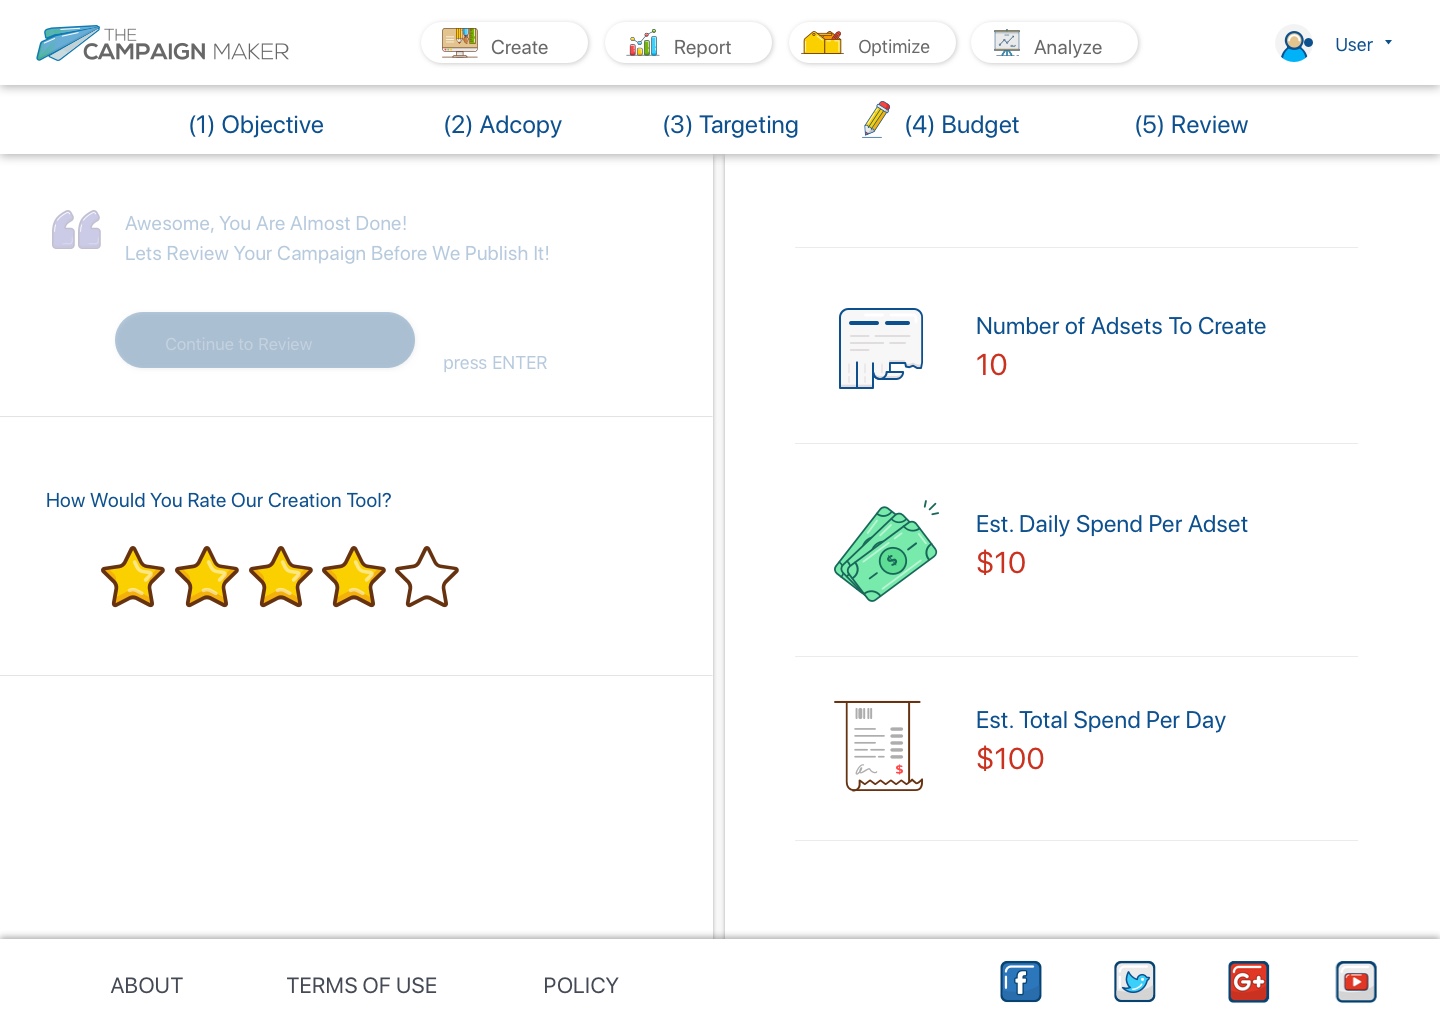 THE
CAMPAIGN MAKER
Create
Report
Optimize
Analyze
User
(1) Objective
(2) Adcopy
(3) Targeting
(4) Budget
(5) Review
Awesome, You Are Almost Done!
Lets Review Your Campaign Before We Publish It!
Continue to Review
press ENTER
How Would You Rate Our Creation Tool?
Number of Adsets To Create
10
$
Est. Daily Spend Per Adset
$10
$
Est. Total Spend Per Day
$100
ABOUT
TERMS OF USE
POLICY
f
G+